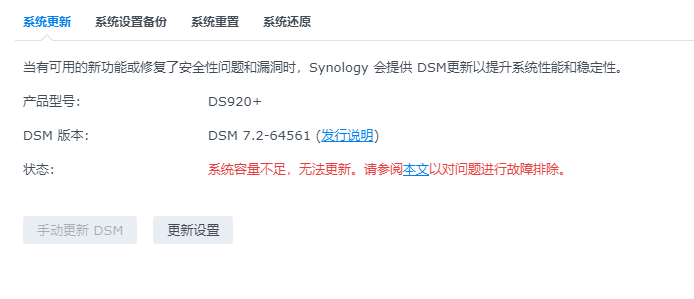 系统更新 系统设置备份 系统重置 系统还原
当有可用的新功能或修复了安全性问题和漏洞时，Synology 会提供 DSM更新以提升系统性能和稳定性。
产品型号： DS920+
DSM 版本： DSM 7.2-64561 (发行说明)
状态： 系统容量不足，无法更新。请参阅本文以对问题进行故障排除。
手动更新 DSM 更新设置